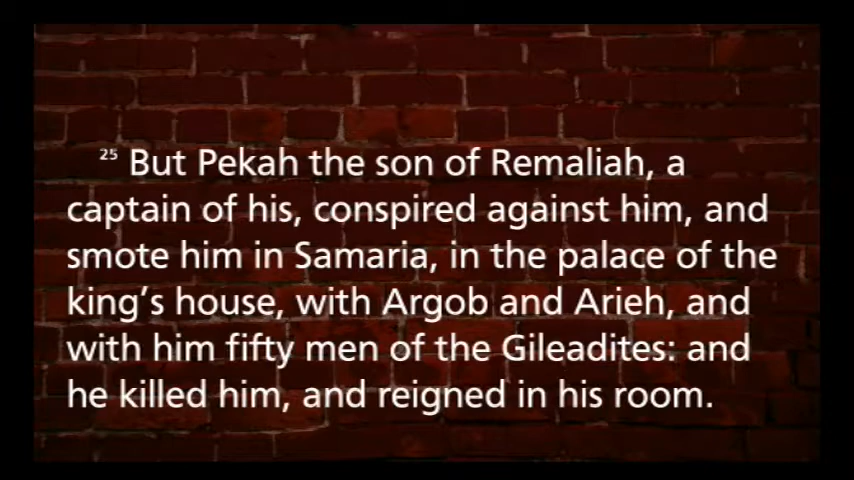 25 But Pekah the son of Remaliah, a
captain of his, conspired against him, and
smote him in Samaria, in the palace of the
king’s house, with Argob and Arieh, and
with him fifty men of the Gileadites: and
he killed him, and reigned in his room.